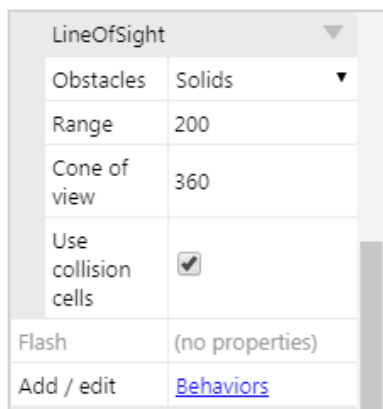 LineOfSight
Obstacles Solids
Range 200
Cone of
view 360
Use
collision
cells
Flash (no properties)
Add / edit Behaviors